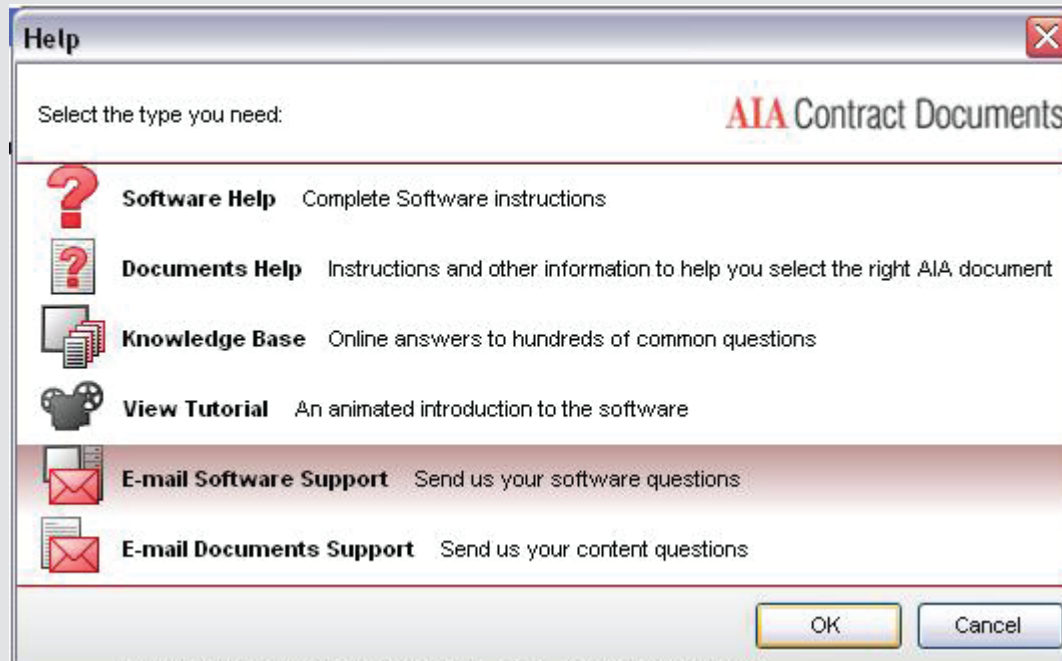 Help
Select the type you need:
AIA Contract Documents
Software Help Complete Software instructions
Documents Help Instructions and other information to help you select the right AIA document
Knowledge Base Online answers to hundreds of common questions
View Tutorial An animated introduction to the software
E-mail Software Support Send us your software questions
E-mail Documents Support Send us your content questions
OK Cancel